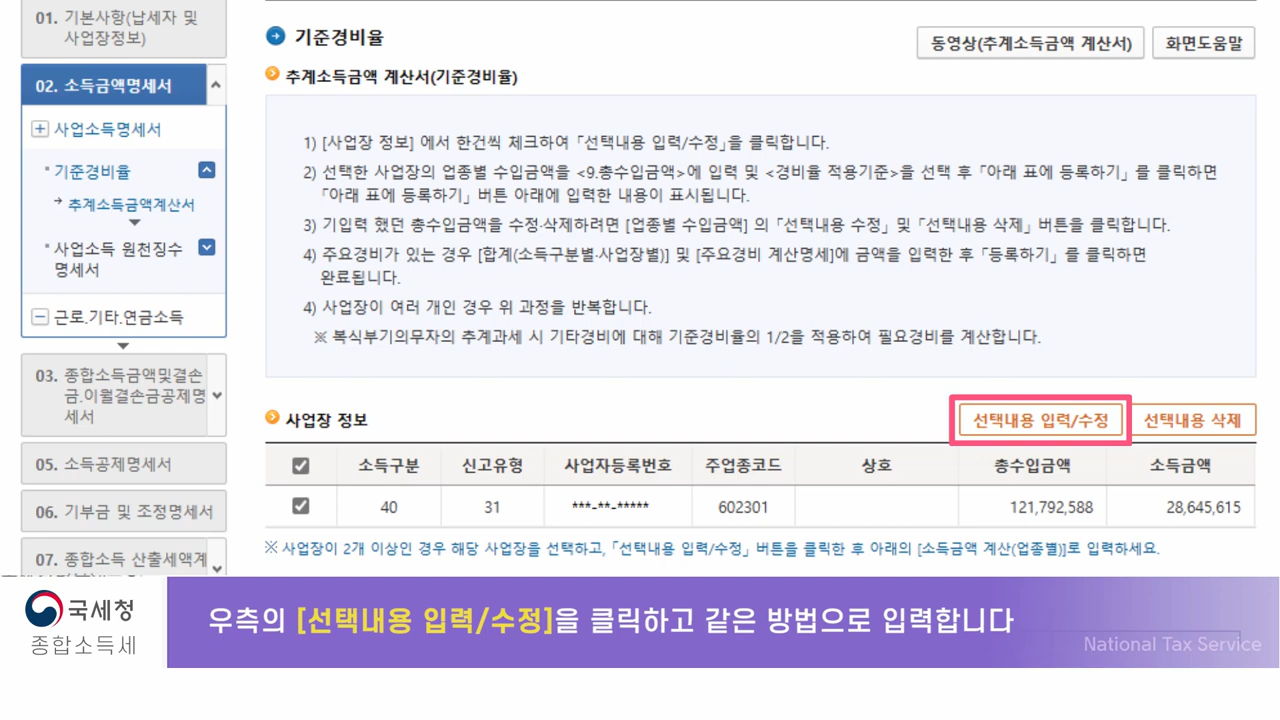 01. 기본사항(납세자 및
사업장정보)
02. 소득금액명세서
사업소득명세서
기준경비율
추계소득금액계산서
사업소득 원천징수
명세서
근로.기타.연금소득
03. 종합소득금액및결손
금.이월결손금공제명
세서
05. 소득공제명세서
06. 기부금 및 조정명세서
07. 종합소득 산출세액계
기준경비율
동영상(추계소득금액 계산서) 화면도움말
추계소득금액 계산서(기준경비율)
1) [사업장 정보] 에서 한건씩 체크하여 「선택내용 입력/수정」을 클릭합니다.
2) 선택한 사업장의 업종별 수입금액을 <9.총수입금액>에 입력 및 <경비율 적용기준>을 선택 후 「아래 표에 등록하기」 를 클릭하면
「아래 표에 등록하기」 버튼 아래에 입력한 내용이 표시됩니다.
3) 기입력 했던 총수입금액을 수정·삭제하려면 [업종별 수입금액] 의 「선택내용 수정」 및 「선택내용 삭제」 버튼을 클릭합니다.
4) 주요경비가 있는 경우 [합계(소득구분별·사업장별)] 및 [주요경비 계산명세]에 금액을 입력한 후 「등록하기」 를 클릭하면
완료됩니다.
4) 사업장이 여러 개인 경우 위 과정을 반복합니다.
※ 복식부기의무자의 추계과세 시 기타경비에 대해 기준경비율의 1/2을 적용하여 필요경비를 계산합니다.
사업장 정보
선택내용 입력/수정 선택내용 삭제
소득구분 신고유형 사업자등록번호 주업종코드 상호 총수입금액 소득금액
40 31 ***-**-***** 602301 121,792,588 28,645,615
※ 사업장이 2개 이상인 경우 해당 사업장을 선택하고, 「선택내용 입력/수정」 버튼을 클릭한 후 아래의 [소득금액 계산(업종별)]로 입력하세요.
국세청
종합소득세
우측의 [선택내용 입력/수정]을 클릭하고 같은 방법으로 입력합니다
National Tax Service